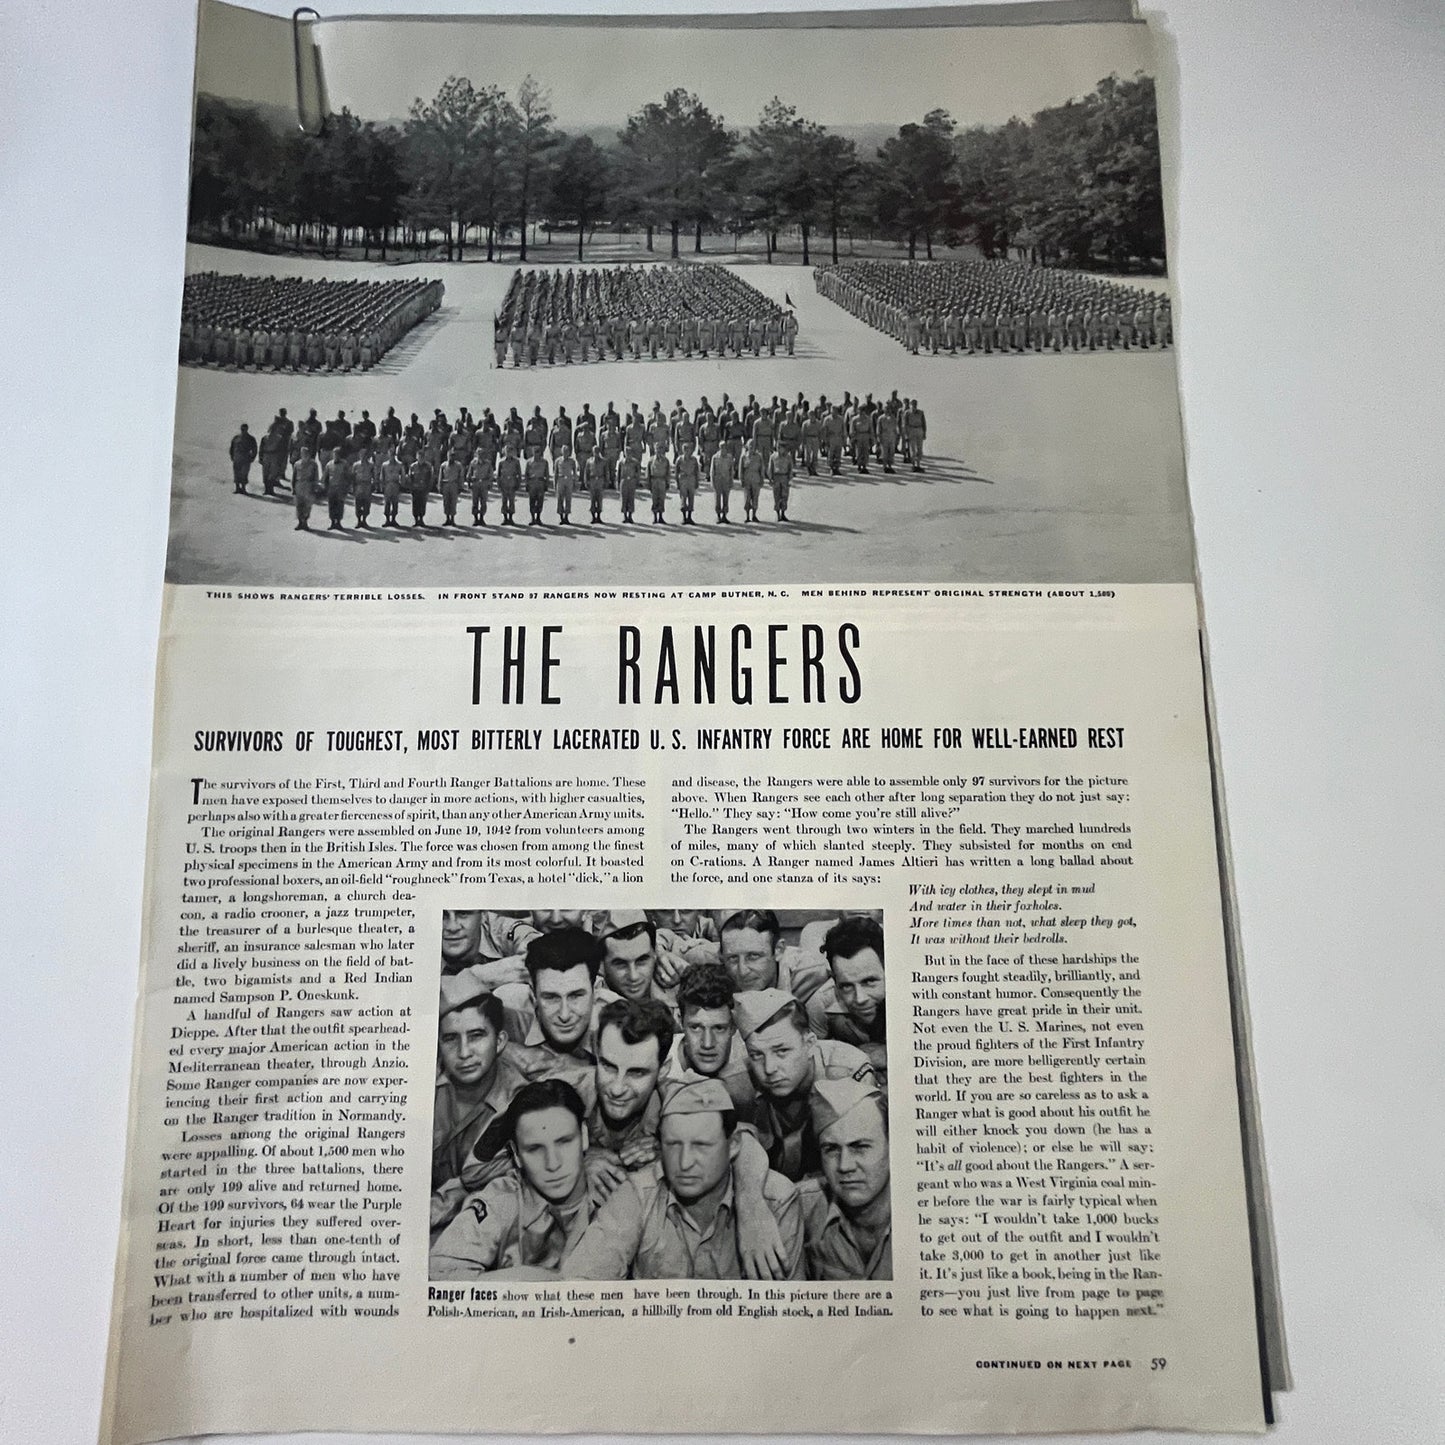 THIS SHOWS RANGERS' TERRIBLE LOSSES. IN FRONT STAND 97 RANGERS NOW RESTING AT CAMP BUTNER, N. C. MEN BEHIND REPRESENT ORIGINAL STRENGTH (ABOUT 1,500)
THE RANGERS
SURVIVORS OF TOUGHEST, MOST BITTERLY LACERATED U. S. INFANTRY FORCE ARE HOME FOR WELL-EARNED REST
The survivors of the First, Third and Fourth Ranger Battalions are home. These
men have exposed themselves to danger in more actions, with higher casualties,
perhaps also with a greater fierceness of spirit, than any other American Army units.
The original Rangers were assembled on June 19, 1942 from volunteers among
U. S. troops then in the British Isles. The force was chosen from among the finest
physical specimens in the American Army and from its most colorful. It boasted
two professional boxers, an oil-field "roughneck" from Texas, a hotel "dick," a lion
tamer, a longshoreman, a church dea-
con, a radio crooner, a jazz trumpeter,
the treasurer of a burlesque theater, a
sheriff, an insurance salesman who later
did a lively business on the field of bat-
tle, two bigamists and a Red Indian
named Sampson P. Oneskunk.
A handful of Rangers saw action at
Dieppe. After that the outfit spearhead-
ed every major American action in the
Mediterranean theater, through Anzio.
Some Ranger companies are now exper-
iencing their first action and carrying
on the Ranger tradition in Normandy.
Losses among the original Rangers
were appalling. Of about 1,500 men who
started in the three battalions, there
are only 199 alive and returned home.
Of the 199 survivors, 64 wear the Purple
Heart for injuries they suffered over-
seas. In short, less than one-tenth of
the original force came through intact.
What with a number of men who have
been transferred to other units, a num-
ber who are hospitalized with wounds
and disease, the Rangers were able to assemble only 97 survivors for the picture
above. When Rangers see each other after long separation they do not just say:
"Hello." They say: "How come you're still alive?"
The Rangers went through two winters in the field. They marched hundreds
of miles, many of which slanted steeply. They subsisted for months on end
on C-rations. A Ranger named James Altieri has written a long ballad about
the force, and one stanza of its says:
With icy clothes, they slept in mud
And water in their foxholes.
More times than not, what sleep they got,
It was without their bedrolls.
But in the face of these hardships the
Rangers fought steadily, brilliantly, and
with constant humor. Consequently the
Rangers have great pride in their unit.
Not even the U. S. Marines, not even
the proud fighters of the First Infantry
Division, are more belligerently certain
that they are the best fighters in the
world. If you are so careless as to ask a
Ranger what is good about his outfit he
will either knock you down (he has a
habit of violence); or else he will say:
"It's all good about the Rangers." A ser-
geant who was a West Virginia coal min-
er before the war is fairly typical when
he says: "I wouldn't take 1,000 bucks
to get out of the outfit and I wouldn't
take 3,000 to get in another just like
it. It's just like a book, being in the Ran-
gers—you just live from page to page
to see what is going to happen next."
Ranger faces show what these men have been through. In this picture there are a
Polish-American, an Irish-American, a hillbilly from old English stock, a Red Indian.
CONTINUED ON NEXT PAGE 59